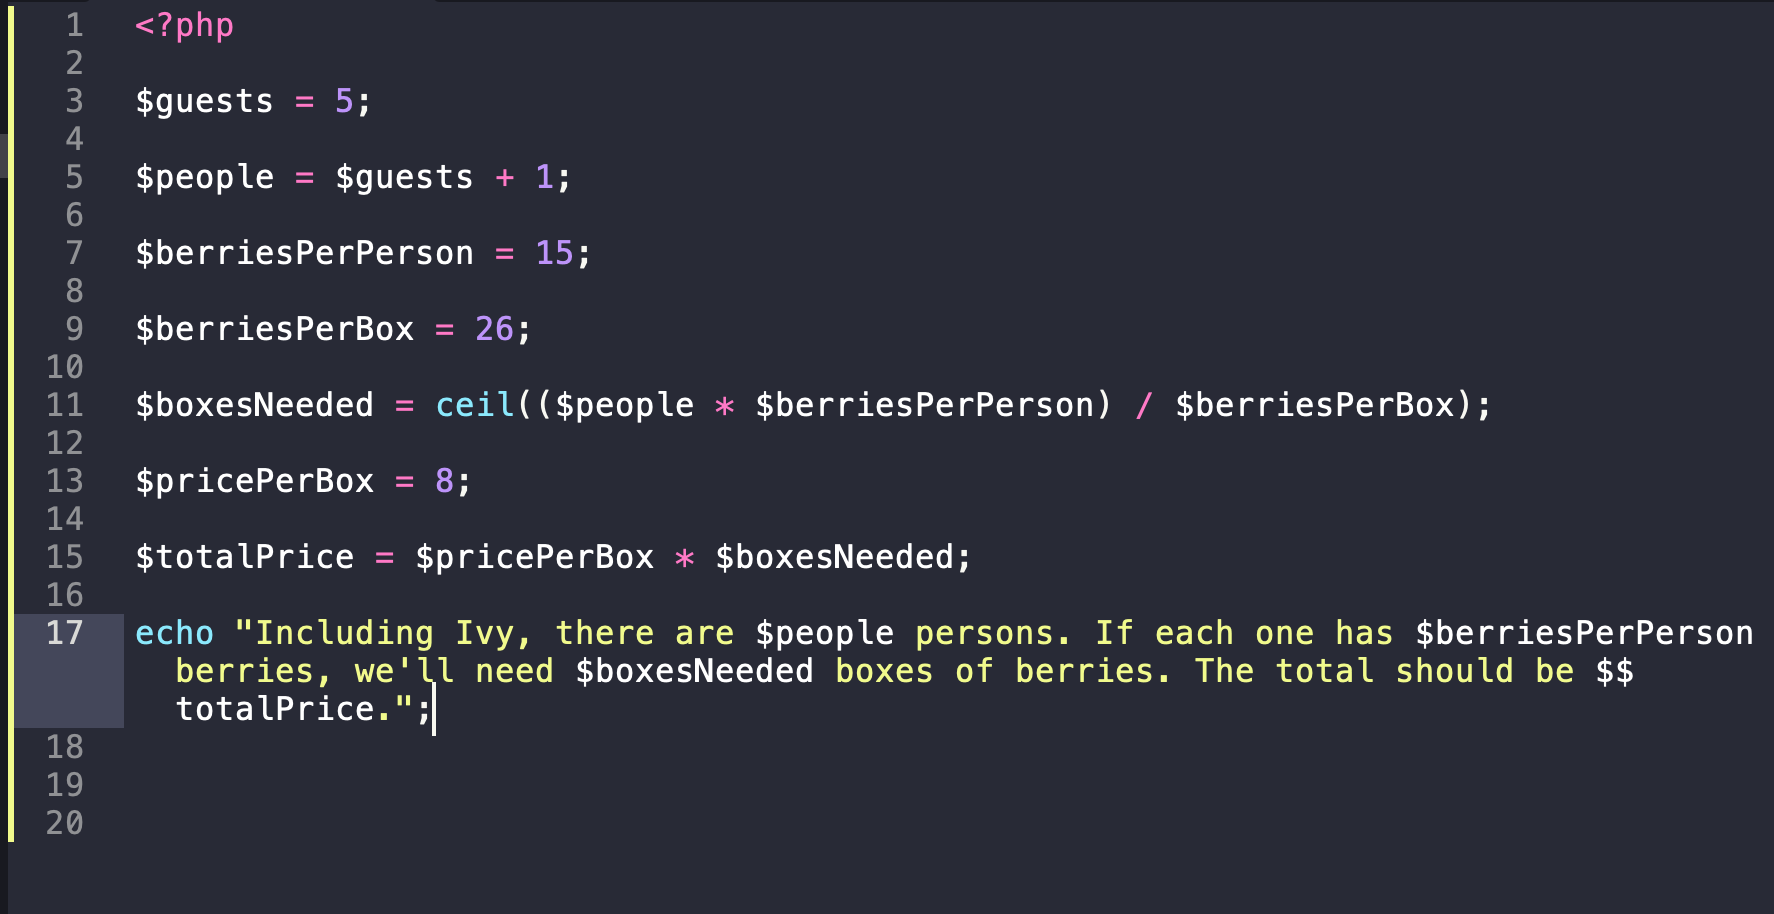 1 <?php
2
3 $guests = 5;
4
5 $people = $guests + 1;
6
7 $berriesPerPerson = 15;
8
9 $berriesPerBox = 26;
10
11 $boxesNeeded = ceil(($people * $berriesPerPerson) / $berriesPerBox);
12
13 $pricePerBox = 8;
14
15 $totalPrice = $pricePerBox * $boxesNeeded;
16
17 echo "Including Ivy, there are $people persons. If each one has $berriesPerPerson
berries, we'll need $boxesNeeded boxes of berries. The total should be $$
totalPrice.";
18
19
20